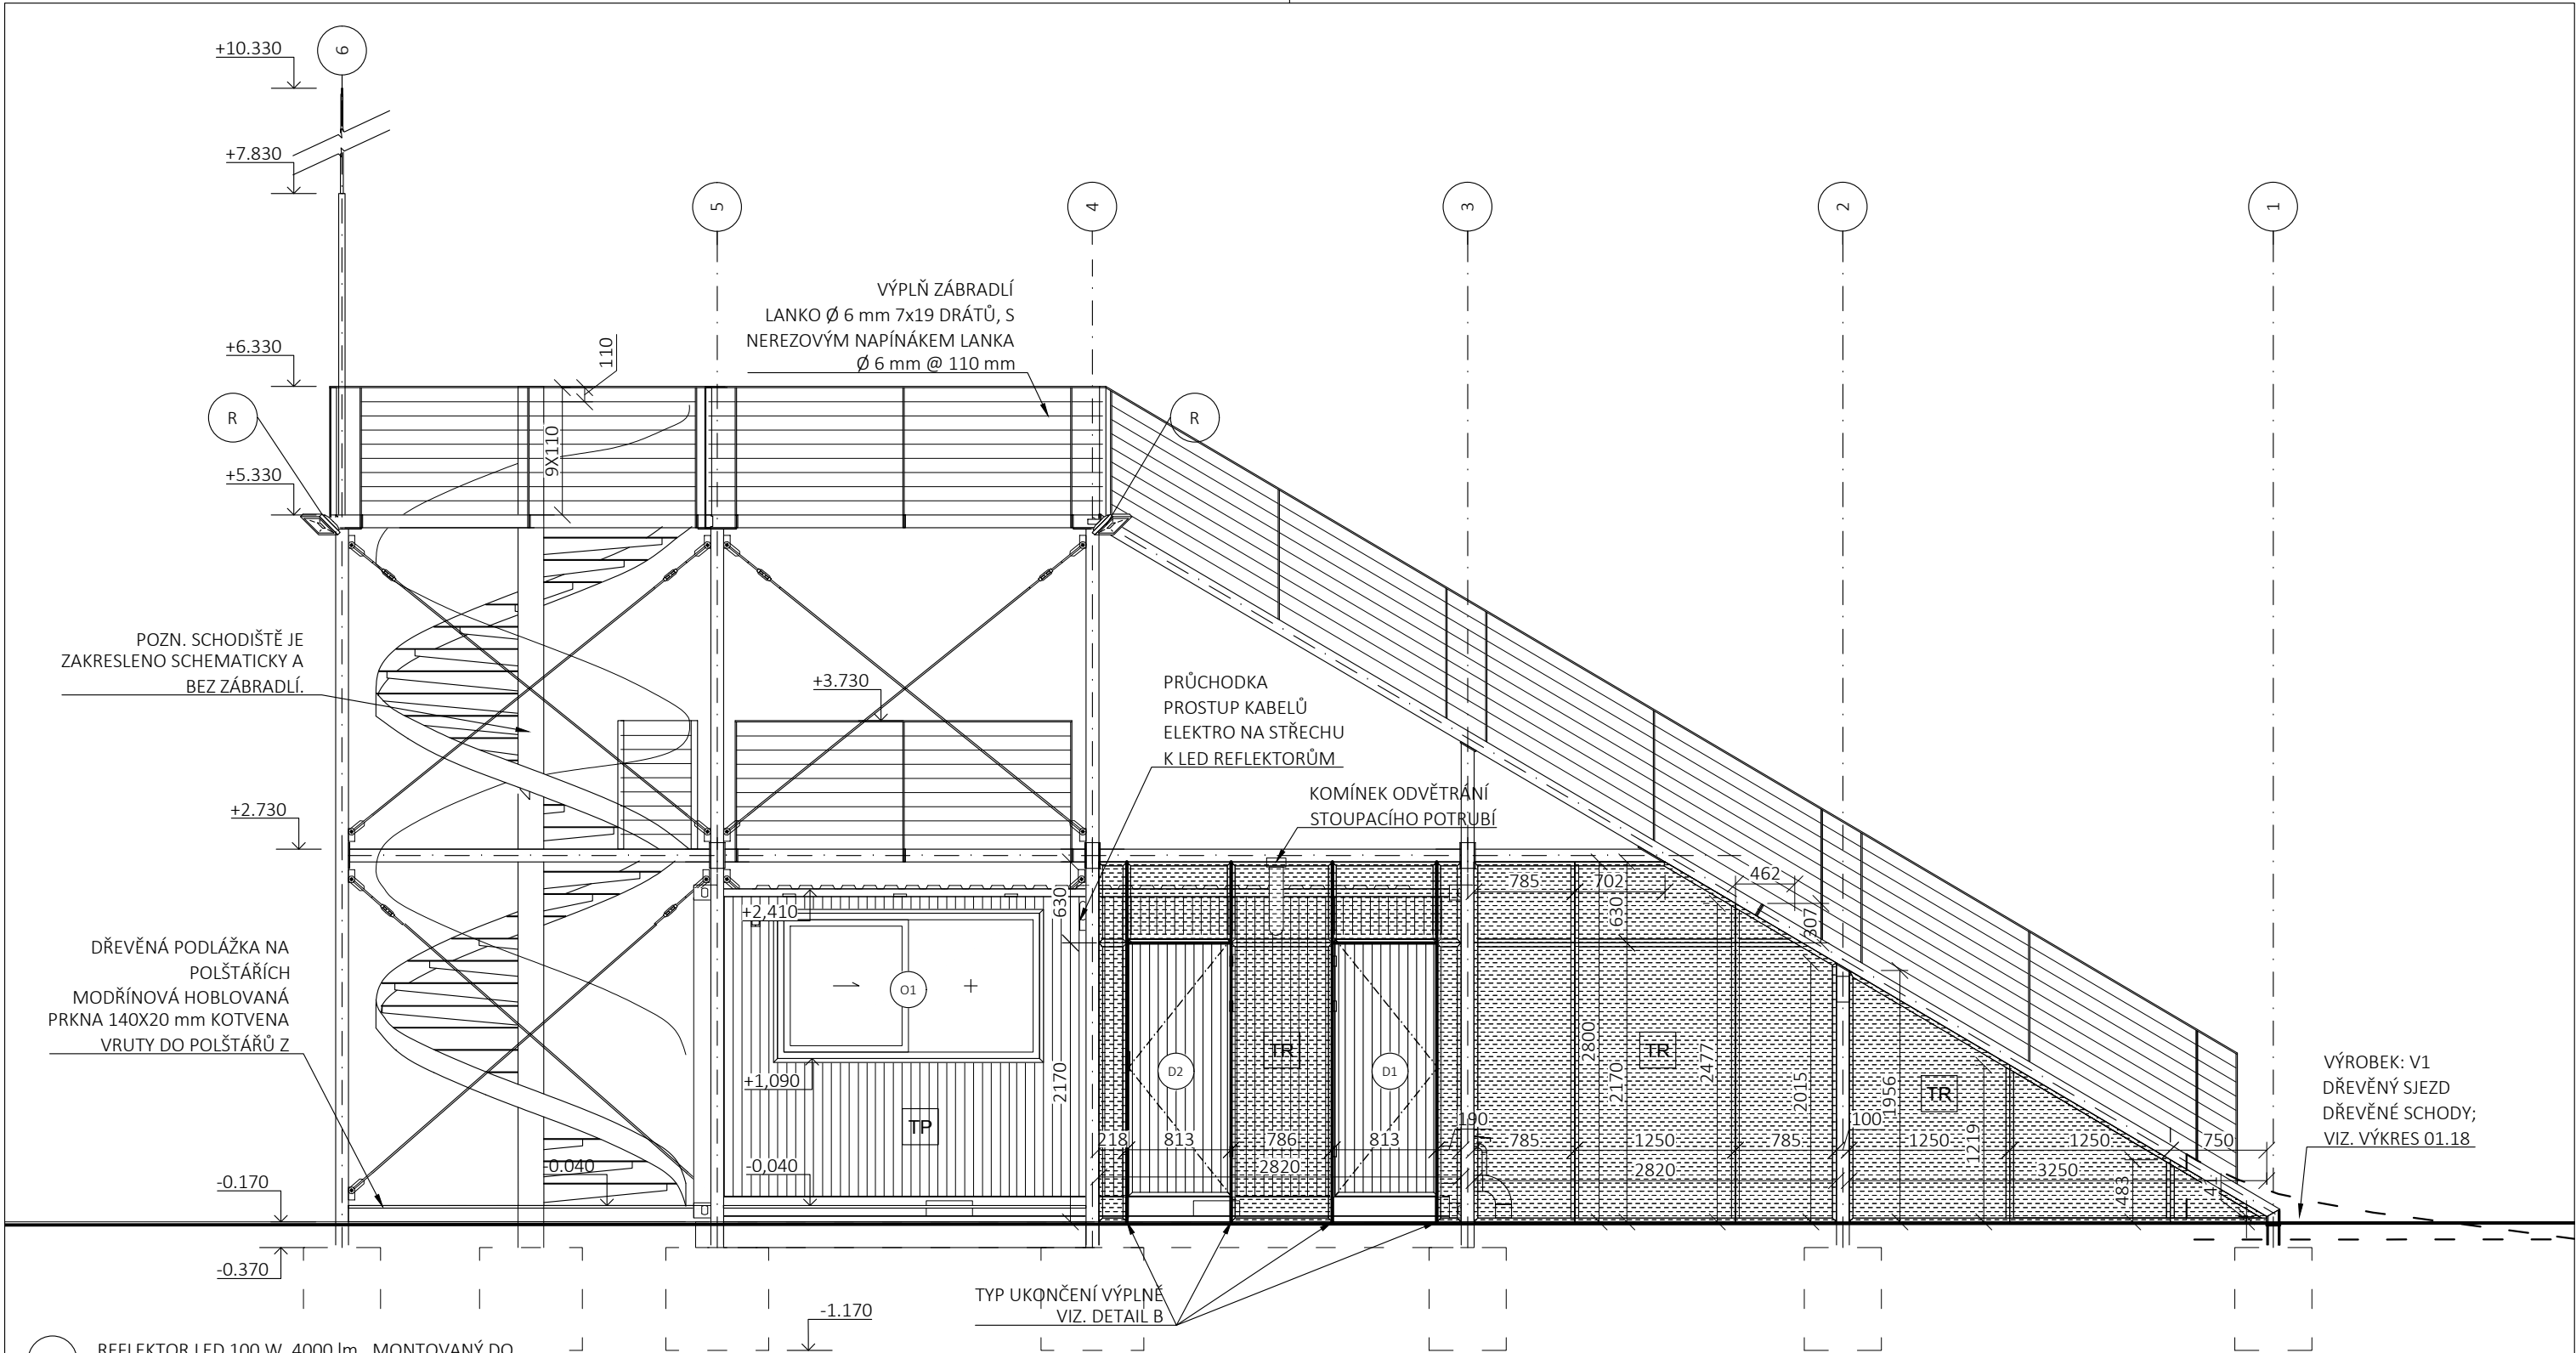 +10.330
6
+7.830
5
4
3
2
1
VÝPLŇ ZÁBRADLÍ
LANKO Ø 6 mm 7x19 DRÁTŮ, S
NEREZOVÝM NAPÍNÁKEM LANKA
Ø 6 mm @ 110 mm
+6.330
110
R
R
9X110
+5.330
POZN. SCHODIŠTĚ JE
ZAKRESLENO SCHEMATICKY A
BEZ ZÁBRADLÍ.
+3.730
PRŮCHODKA
PROSTUP KABELŮ
ELEKTRO NA STŘECHU
K LED REFLEKTORŮM
KOMÍNEK ODVĚTRÁNÍ
STOUPACÍHO POTRUBÍ
+2.730
785
702
462
+2,410
630
630
307
DŘEVĚNÁ PODLÁŽKA NA
POLŠTÁŘÍCH
MODŘÍNOVÁ HOBLOVANÁ
PRKNA 140X20 mm KOTVENA
VRUTY DO POLŠTÁŘŮ Z
O1
+1,090
2170
D2
TR
D1
2800
2170
TR
2477
2015
1956
TR
1219
TP
VÝROBEK: V1
DŘEVĚNÝ SJEZD
DŘEVĚNÉ SCHODY;
VIZ. VÝKRES 01.18
218
813
786
813
190
785
1250
785
100
1250
1250
750
-0.040
-0,040
2820
2820
3250
483
-0.170
-0.370
-1.170
TYP UKONČENÍ VÝPLNĚ
VIZ. DETAIL B
REFLEKTOR LED 100 W, 4000 lm, MONTOVANÝ DO